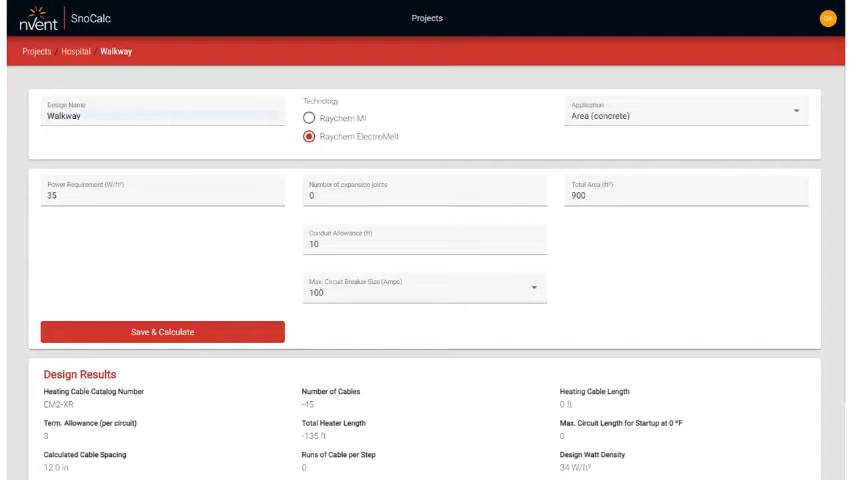 nVent SnoCalc
Projects
DA
Projects / Hospital / Walkway
Design Name
Walkway
Technology
Raychem MI
Raychem ElectroMelt
Application
Area (concrete)
Power Requirement (W/ft²)
35
Number of expansion joints
0
Total Area (ft²)
900
Conduit Allowance (ft)
10
Max. Circuit Breaker Size (Amps)
100
Save & Calculate
Design Results
Heating Cable Catalog Number
EM2-XR
Number of Cables
-45
Heating Cable Length
0 ft
Term. Allowance (per circuit)
3
Total Heater Length
-135 ft
Max. Circuit Length for Startup at 0 °F
0
Calculated Cable Spacing
12.0 in
Runs of Cable per Step
0
Design Watt Density
34 W/ft²